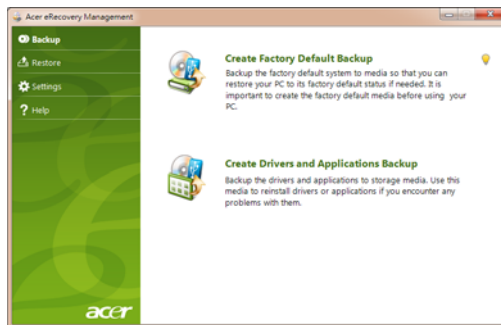 Acer eRecovery Management
Backup
Restore
Settings
Help
Create Factory Default Backup
Backup the factory default system to media so that you can
restore your PC to its factory default status if needed. It is
important to create the factory default media before using your
PC.
Create Drivers and Applications Backup
Backup the drivers and applications to storage media. Use this
media to reinstall drivers or applications if you encounter any
problems with them.
acer